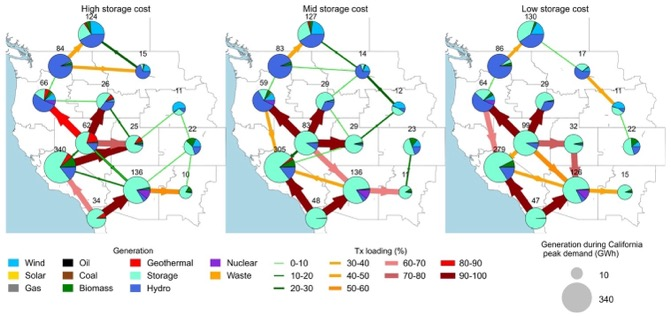 High storage cost
124
84
15
66
26
11
62
25
22
340
136
10
34
Mid storage cost
127
83
14
59
29
12
83
29
23
305
136
11
48
Low storage cost
130
86
17
64
29
11
99
32
22
279
126
15
47
Generation
Wind
Oil
Geothermal
Nuclear
Solar
Coal
Storage
Waste
Gas
Biomass
Hydro
Tx loading (%)
0-10
30-40
60-70
80-90
10-20
40-50
70-80
90-100
20-30
50-60
Generation during California
peak demand (GWh)
10
340